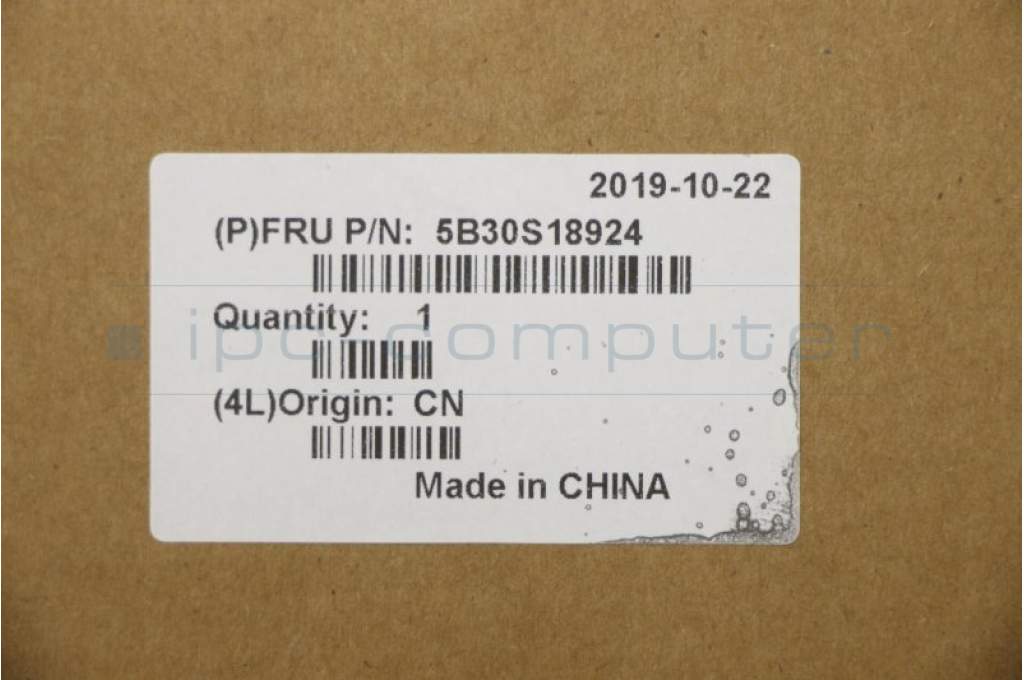 2019-10-22
(P)FRU P/N: 5B30S18924
Quantity: 1
ipc-computer
(4L)Origin: CN
Made in CHINA